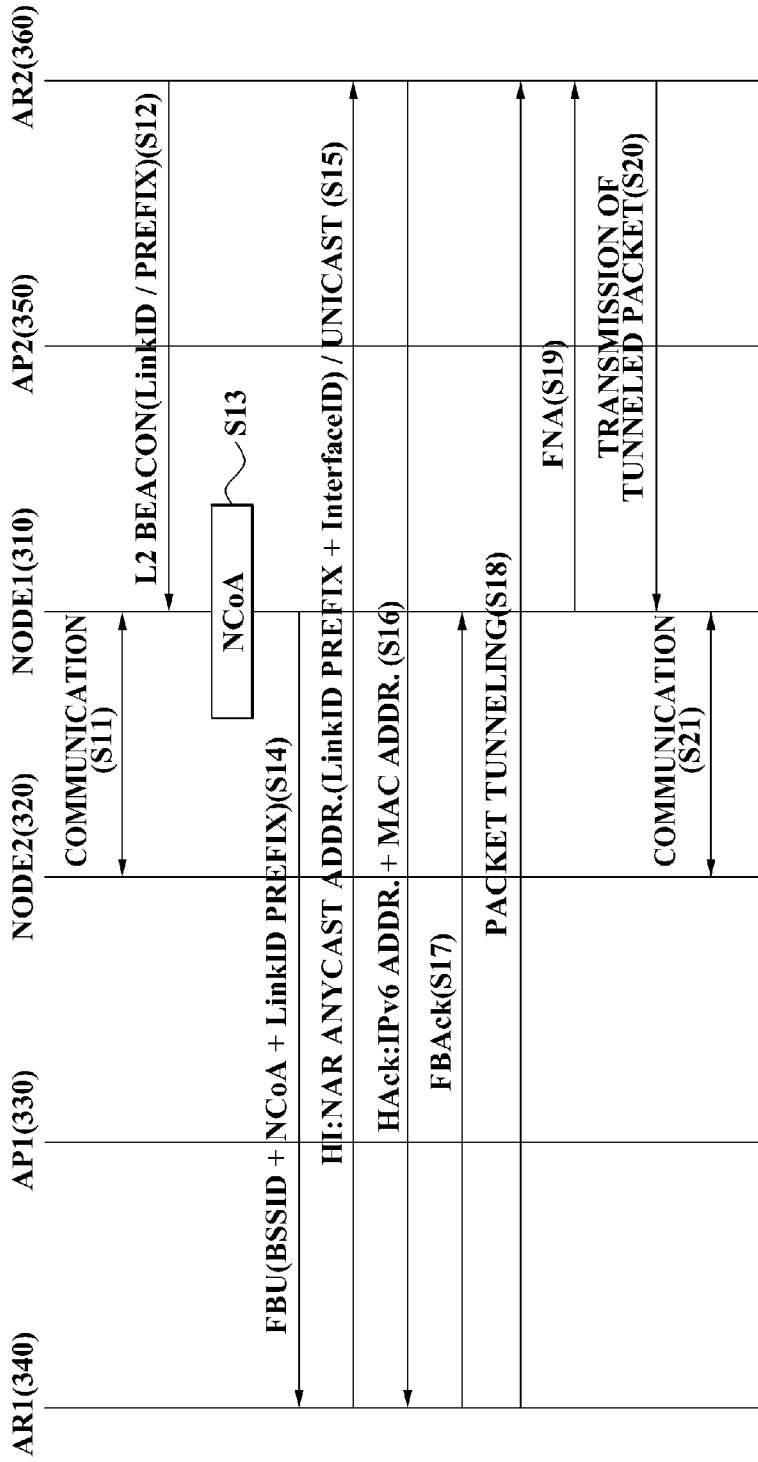 AR1(340)
AP1(330)
NODE2(320)
NODE1(310)
AP2(350)
AR2(360)
COMMUNICATION
(S11)
L2 BEACON(LinkID / PREFIX)(S12)
NCoA
S13
FBU(BSSID + NCoA + LinkID PREFIX)(S14)
HI:NAR ANYCAST ADDR.(LinkID PREFIX + InterfaceID) / UNICAST (S15)
HAck:IPv6 ADDR. + MAC ADDR. (S16)
FBAck(S17)
PACKET TUNNELING(S18)
FNA(S19)
TRANSMISSION OF
TUNNELED PACKET(S20)
COMMUNICATION
(S21)